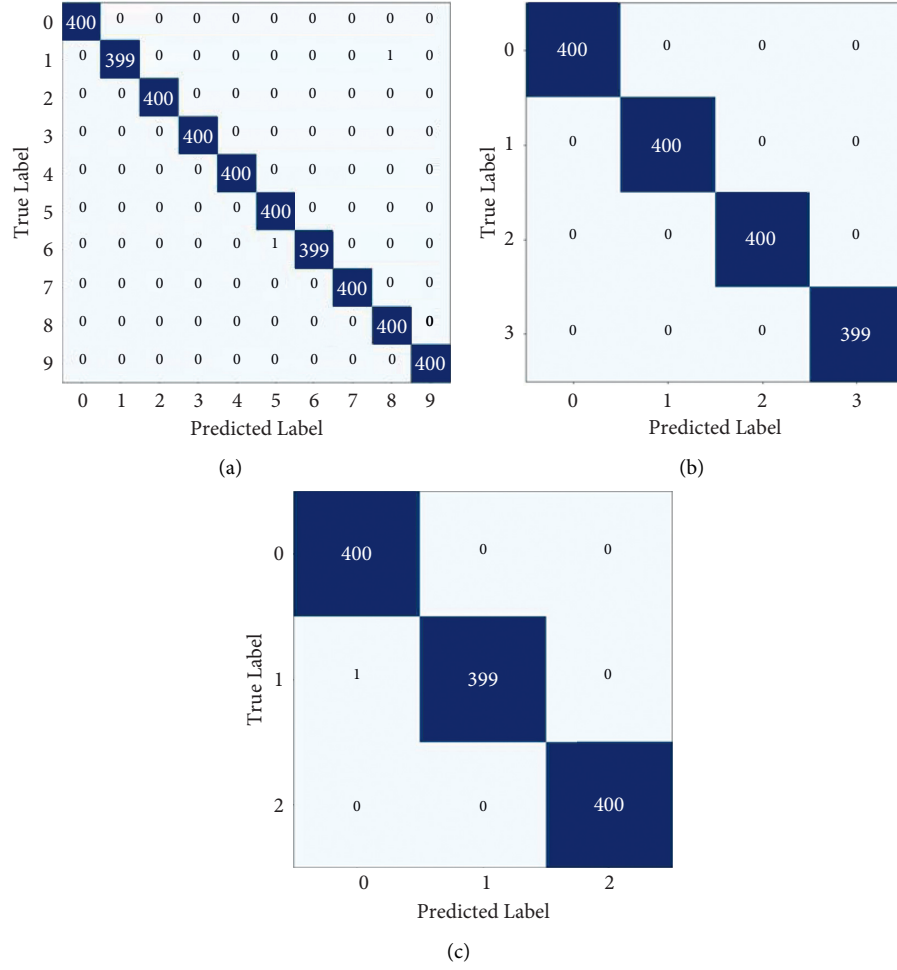 0 400 0 0 0 0 0 0 0 0 0
1 0 399 0 0 0 0 0 0 1 0
2 0 0 400 0 0 0 0 0 0 0
3 0 0 0 400 0 0 0 0 0 0
4 0 0 0 0 400 0 0 0 0 0
5 0 0 0 0 0 400 0 0 0 0
6 0 0 0 0 0 1 399 0 0 0
7 0 0 0 0 0 0 0 400 0 0
8 0 0 0 0 0 0 0 0 400 0
9 0 0 0 0 0 0 0 0 0 400
0 1 2 3 4 5 6 7 8 9
True Label
Predicted Label
(a)
0 400 0 0 0
1 0 400 0 0
2 0 0 400 0
3 0 0 0 399
0 1 2 3
True Label
Predicted Label
(b)
0 400 0 0
1 1 399 0
2 0 0 400
0 1 2
True Label
Predicted Label
(c)